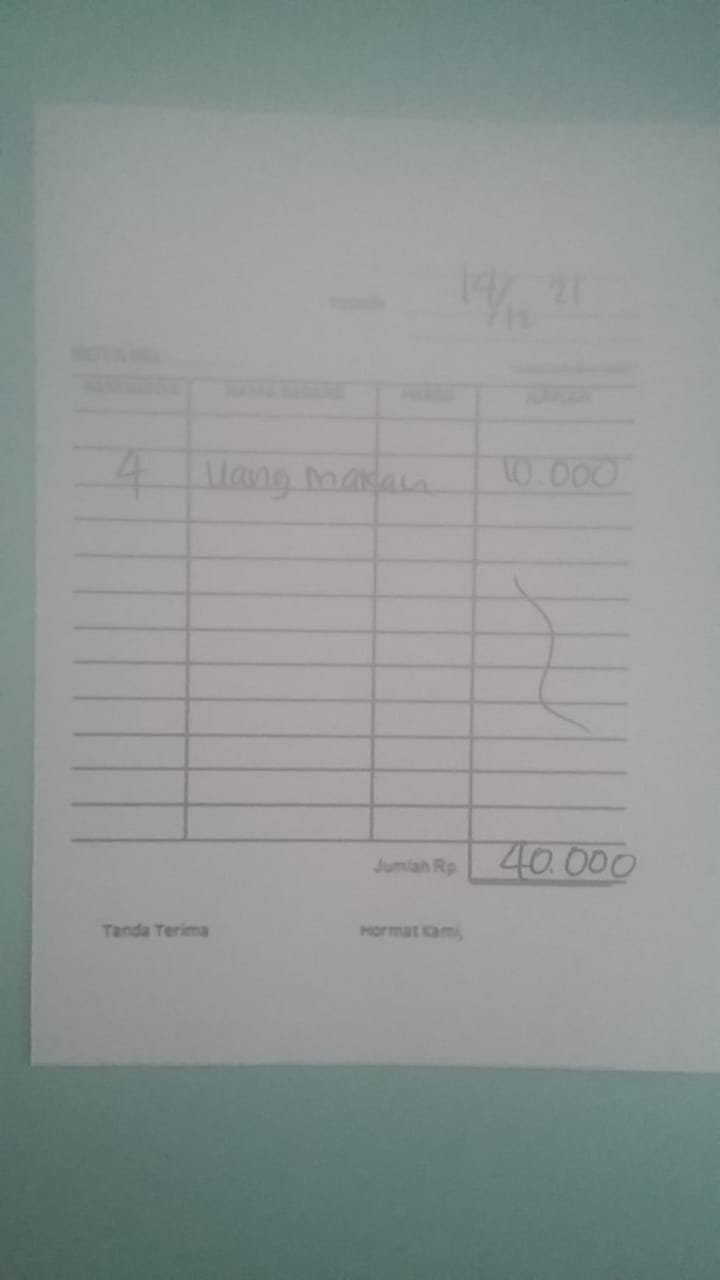 14/12 21
Kepada
NOTA NO.
BANYAKNYA NAMA BARANG HARGA JUMLAH
4 Uang makan 10.000
Jumlah Rp. 40.000
Tanda Terima Hormat Kami,